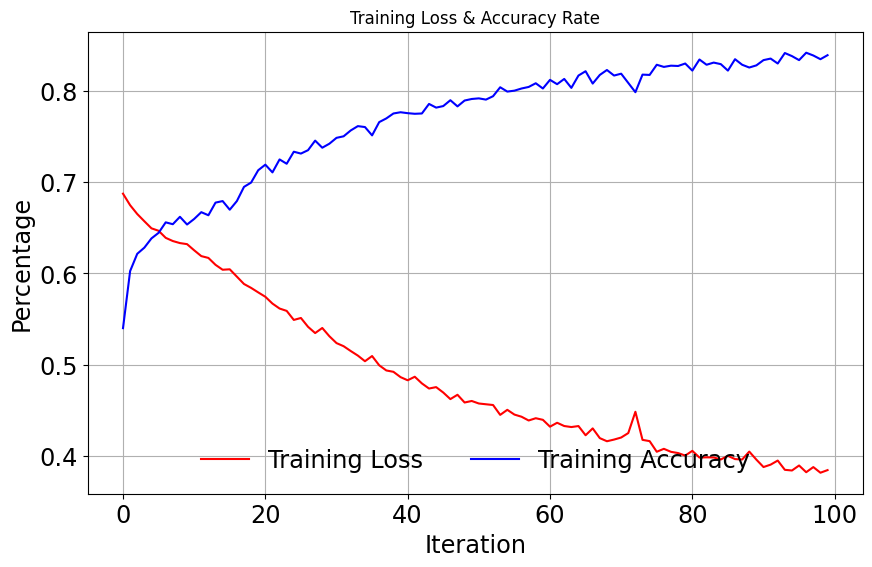 Training Loss & Accuracy Rate
Percentage
0.8
0.7
0.6
0.5
0.4
Training Loss
Training Accuracy
0 20 40 60 80 100
Iteration